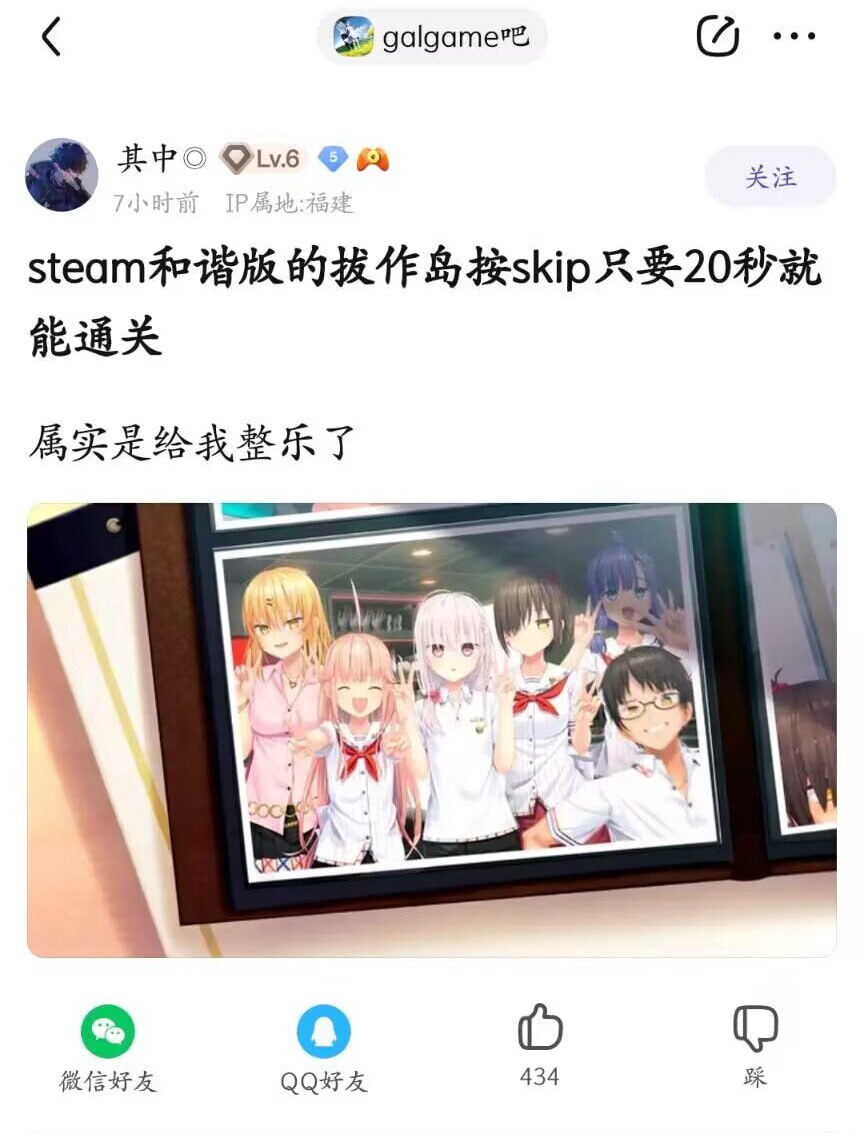 galgame吧
其中◎ Lv.6 5
关注
7小时前 IP属地:福建
steam和谐版的拔作岛按skip只要20秒就
能通关
属实是给我整乐了
微信好友 QQ好友 434 踩